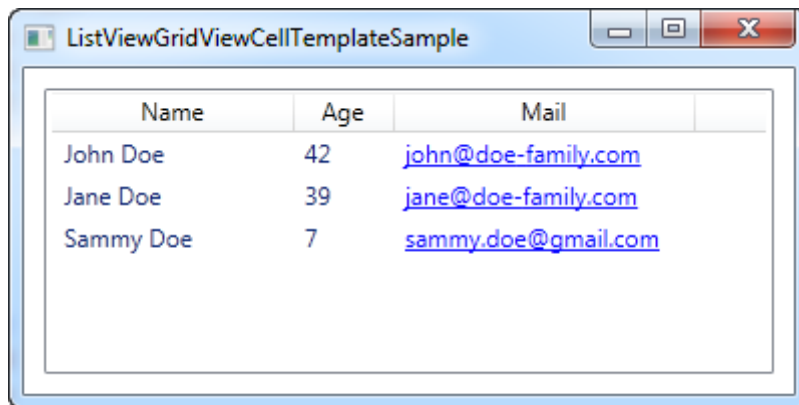 ListViewGridViewCellTemplateSample
Name Age Mail
John Doe 42 john@doe-family.com
Jane Doe 39 jane@doe-family.com
Sammy Doe 7 sammy.doe@gmail.com